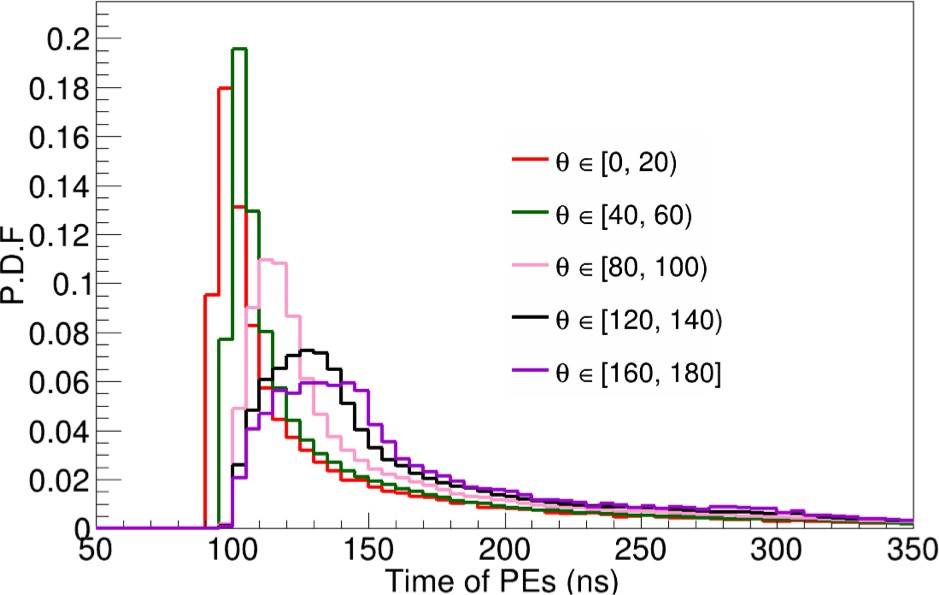 P.D.F
0.2
0.18
0.16
0.14
0.12
0.1
0.08
0.06
0.04
0.02
0
θ ∈ [0, 20)
θ ∈ [40, 60)
θ ∈ [80, 100)
θ ∈ [120, 140)
θ ∈ [160, 180]
50 100 150 200 250 300 350
Time of PEs (ns)